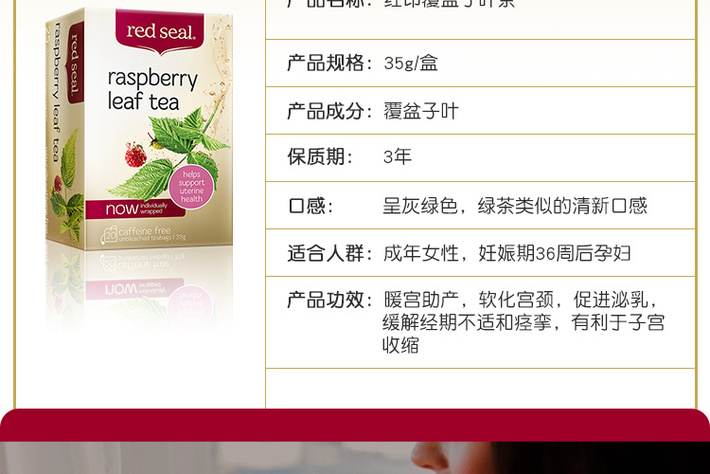 产品名称：红印覆盆子叶茶
red seal.
raspberry leaf tea
red seal.
raspberry
leaf tea
helps
support
uterine
health
now individually
wrapped
20 caffeine free
unbleached teabags | 35g
产品规格：35g/盒
产品成分：覆盆子叶
保质期：3年
口感：呈灰绿色，绿茶类似的清新口感
适合人群：成年女性，妊娠期36周后孕妇
产品功效：暖宫助产，软化宫颈，促进泌乳，
缓解经期不适和痉挛，有利于子宫
收缩